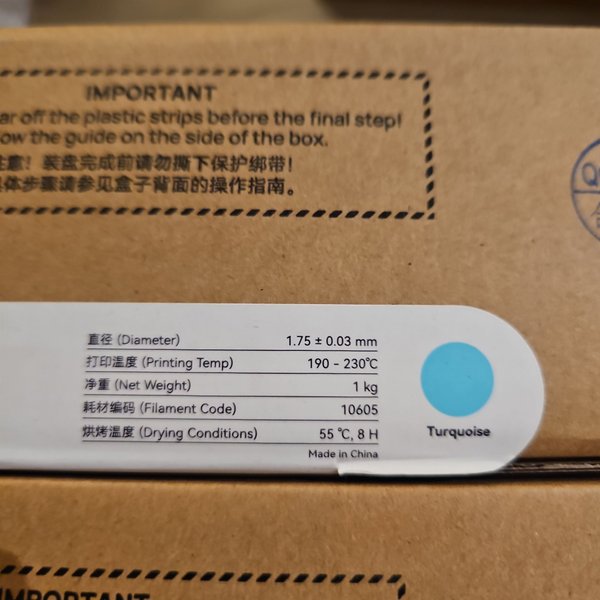 IMPORTANT
off the plastic strips before the final step!
the guide on the side of the box.
意！装盘完成前请勿撕下保护绑带！
体步骤请参见盒子背面的操作指南。
直径 (Diameter) 1.75 ± 0.03 mm
打印温度 (Printing Temp) 190 - 230℃
净重 (Net Weight) 1 kg
耗材编码 (Filament Code) 10605
烘烤温度 (Drying Conditions) 55 ℃, 8 H
Made in China
Turquoise
IMPORTANT